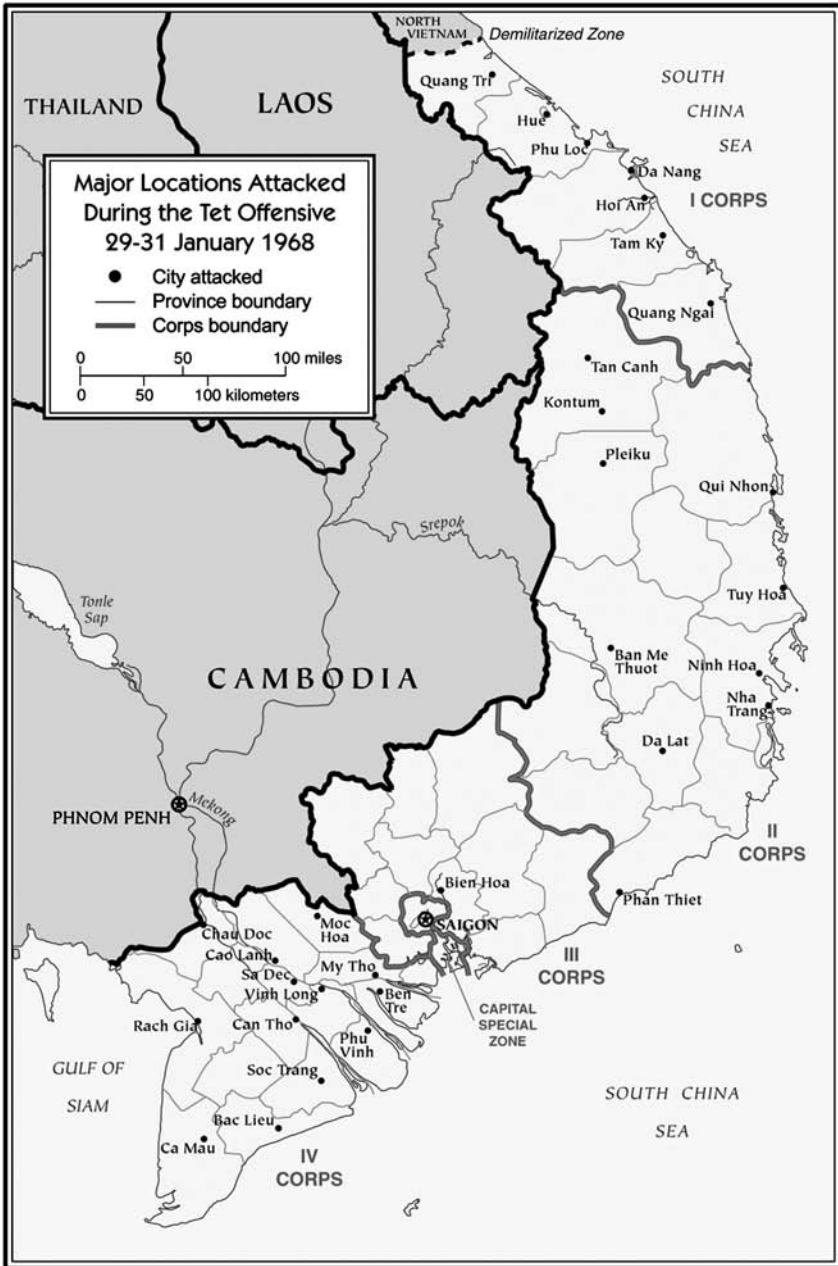 NORTH
VIETNAM
Demilitarized Zone
THAILAND
LAOS
Quang Tri
SOUTH
CHINA
SEA
Hue
Phu Loc
Da Nang
Hoi An
I CORPS
Tam Ky
Quang Ngai
Major Locations Attacked
During the Tet Offensive
29-31 January 1968
City attacked
Province boundary
Corps boundary
0 50 100 miles
0 50 100 kilometers
Tan Canh
Kontum
Pleiku
Qui Nhon
Srepok
Tonle
Sap
Tuy Hoa
CAMBODIA
Ban Me
Thuot
Ninh Hoa
Nha
Trang
Da Lat
PHNOM PENH
Mekong
II
CORPS
Bien Hoa
Phan Thiet
SAIGON
Moc
Hoa
Chau Doc
Cao Lanh
III
CORPS
My Tho
Sa Dec
Vinh Long
Ben
Tre
CAPITAL
SPECIAL
ZONE
Rach Gia
Can Tho
Phu
Vinh
GULF OF
SIAM
Soc Trang
SOUTH CHINA
SEA
Bac Lieu
Ca Mau
IV
CORPS